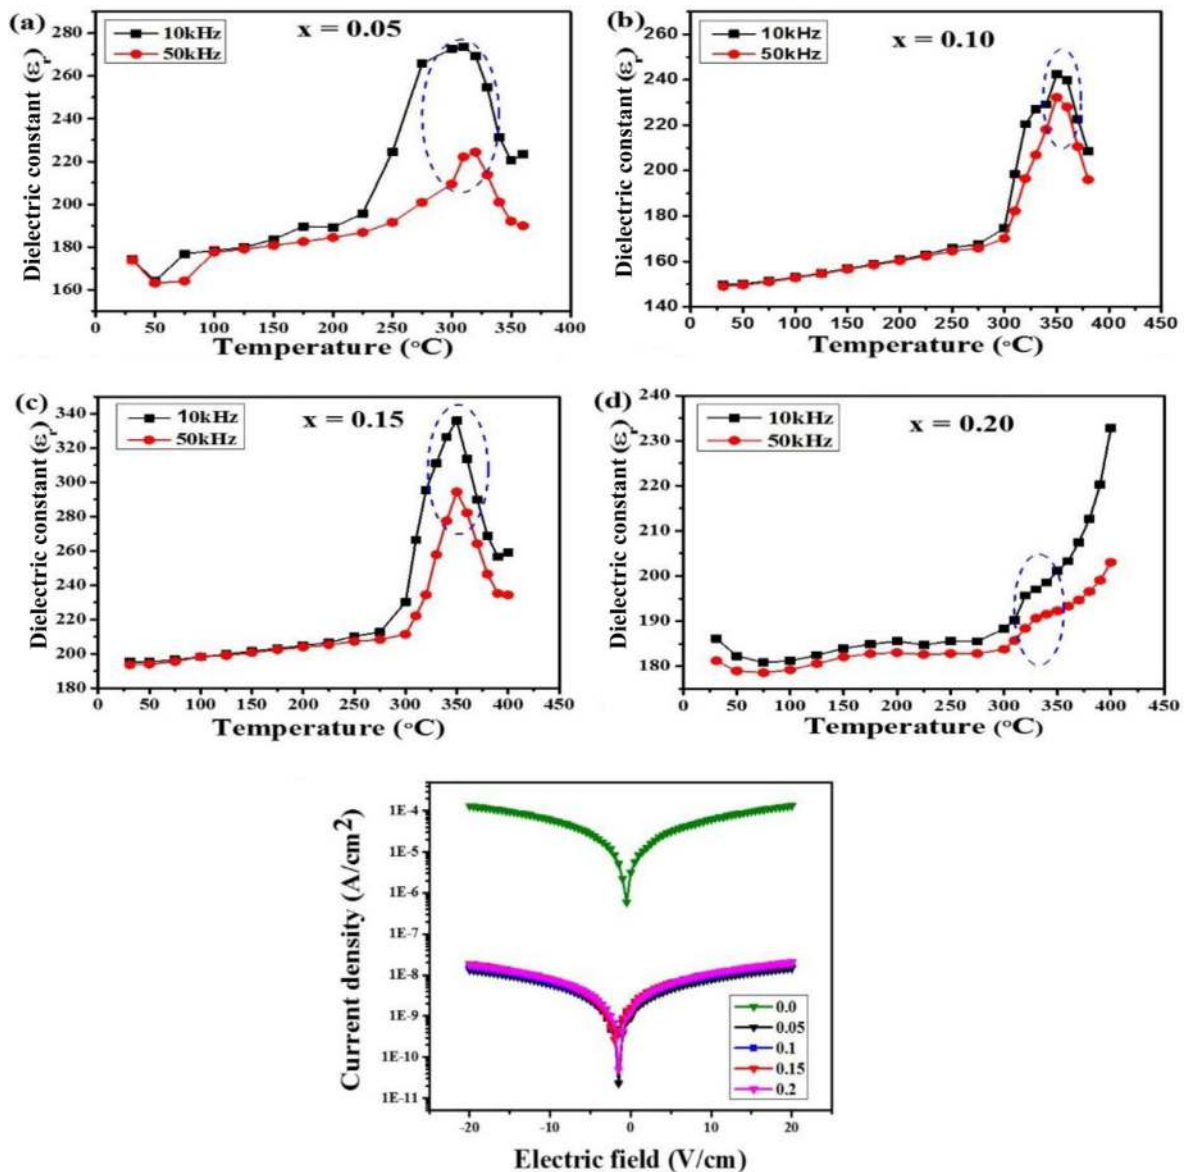 (a)
10kHz
50kHz
x = 0.05
Dielectric constant (εr)
280
260
240
220
200
180
160
0 50 100 150 200 250 300 350 400
Temperature (°C)
(b)
10kHz
50kHz
x = 0.10
Dielectric constant (εr)
260
240
220
200
180
160
140
0 50 100 150 200 250 300 350 400 450
Temperature (°C)
(c)
10kHz
50kHz
x = 0.15
Dielectric constant (εr)
340
320
300
280
260
240
220
200
180
0 50 100 150 200 250 300 350 400 450
Temperature (°C)
(d)
10kHz
50kHz
x = 0.20
Dielectric constant (εr)
240
230
220
210
200
190
180
0 50 100 150 200 250 300 350 400 450
Temperature (°C)
Current density (A/cm²)
1E-4
1E-5
1E-6
1E-7
1E-8
1E-9
1E-10
1E-11
0.0
0.05
0.1
0.15
0.2
-20 -10 0 10 20
Electric field (V/cm)